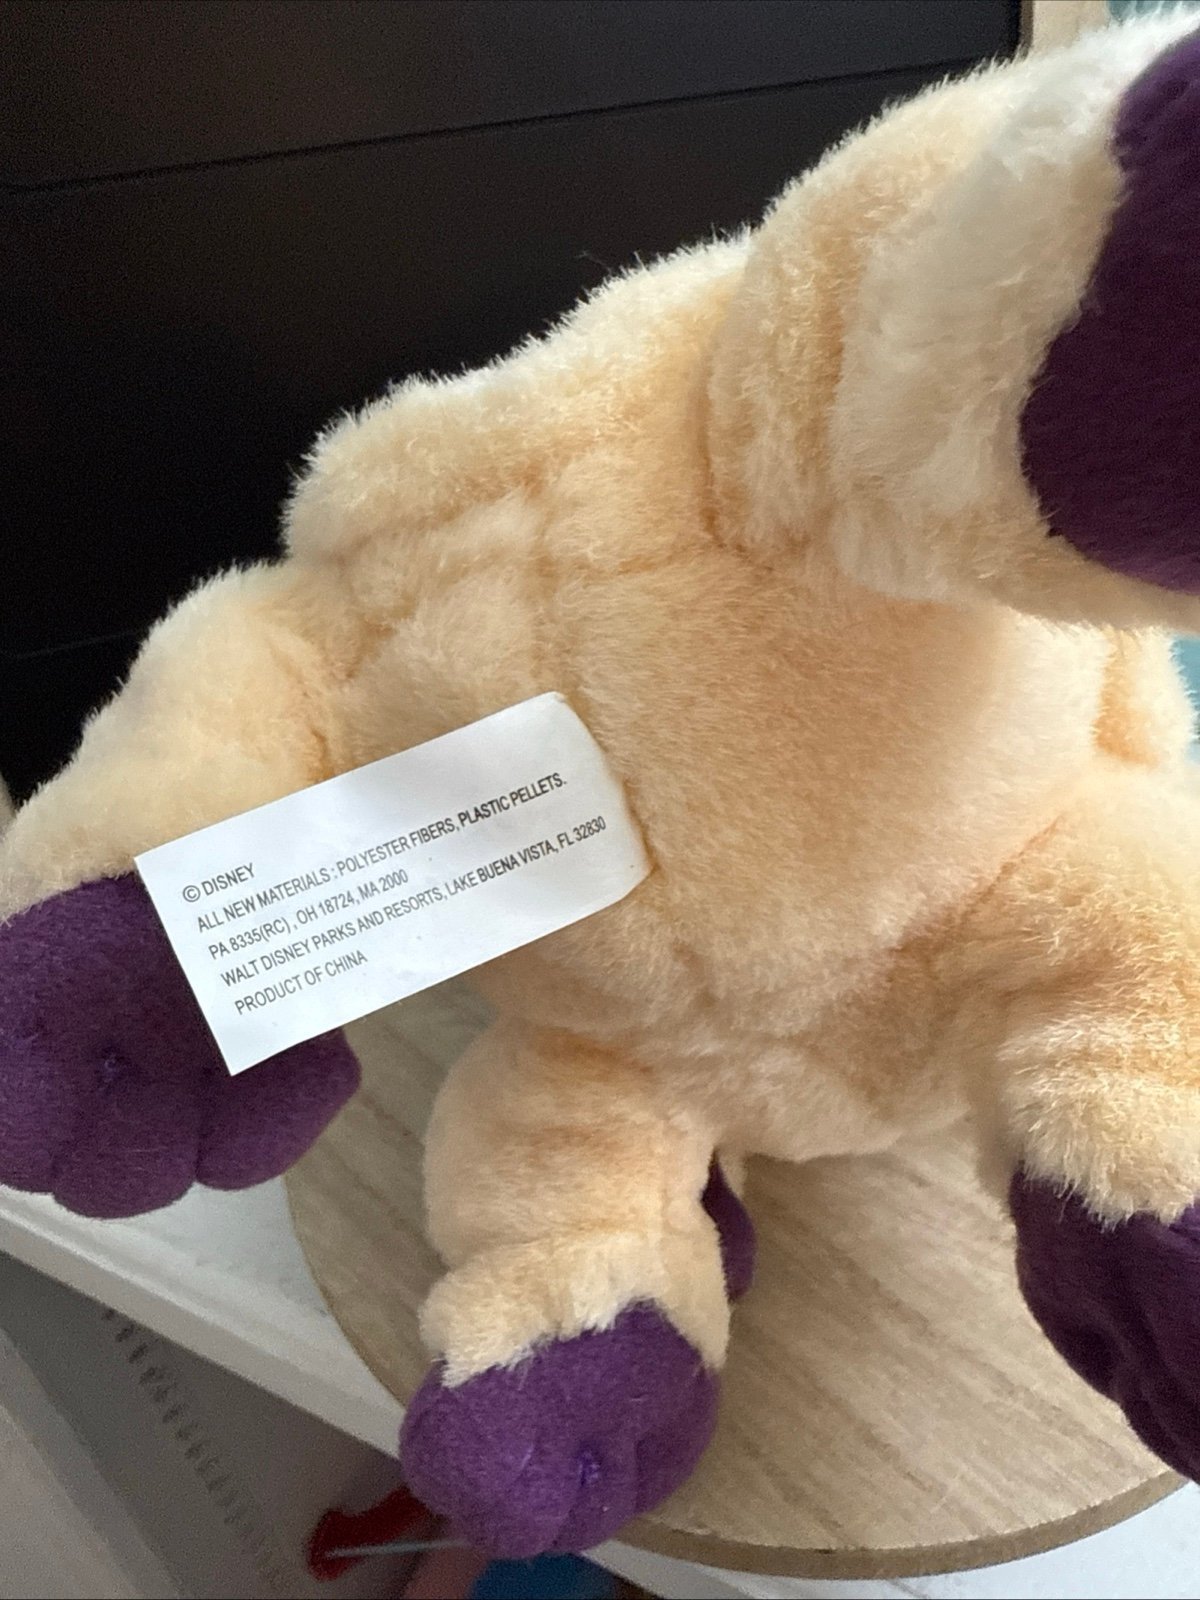 © DISNEY
ALL NEW MATERIALS : POLYESTER FIBERS, PLASTIC PELLETS.
PA 8335(RC) , OH 18724, MA 2000
WALT DISNEY PARKS AND RESORTS, LAKE BUENA VISTA, FL 32830
PRODUCT OF CHINA